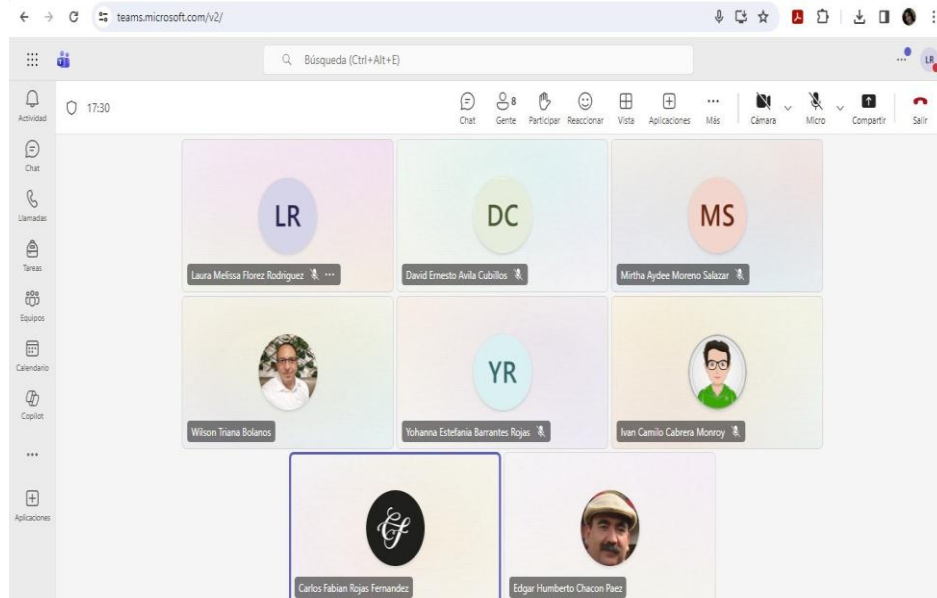 teams.microsoft.com/v2/
Búsqueda (Ctrl+Alt+E)
LR
Actividad
Chat
Llamadas
Tareas
Equipos
Calendario
Copilot
Aplicaciones
17:30
Chat
8
Gente
Participar
Reaccionar
Vista
Aplicaciones
Más
Cámara
Micro
Compartir
Salir
LR
Laura Melissa Florez Rodriguez
DC
David Ernesto Avila Cubillos
MS
Mirtha Aydee Moreno Salazar
Wilson Triana Bolanos
YR
Yohanna Estefania Barrantes Rojas
Ivan Camilo Cabrera Monroy
Carlos Fabian Rojas Fernandez
Edgar Humberto Chacon Paez